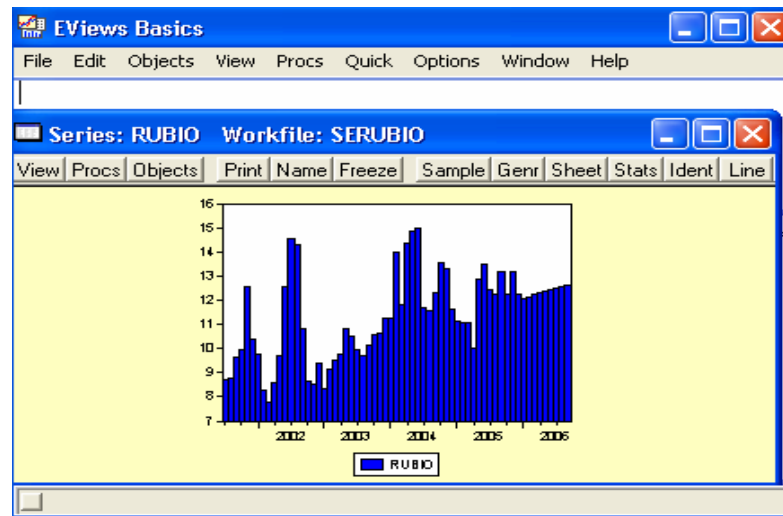 EViews Basics
File Edit Objects View Procs Quick Options Window Help
Series: RUBIO Workfile: SERUBIO
View Procs Objects Print Name Freeze Sample Genr Sheet Stats Ident Line
16
15
14
13
12
11
10
9
8
7
2002 2003 2004 2005 2006
RUBIO